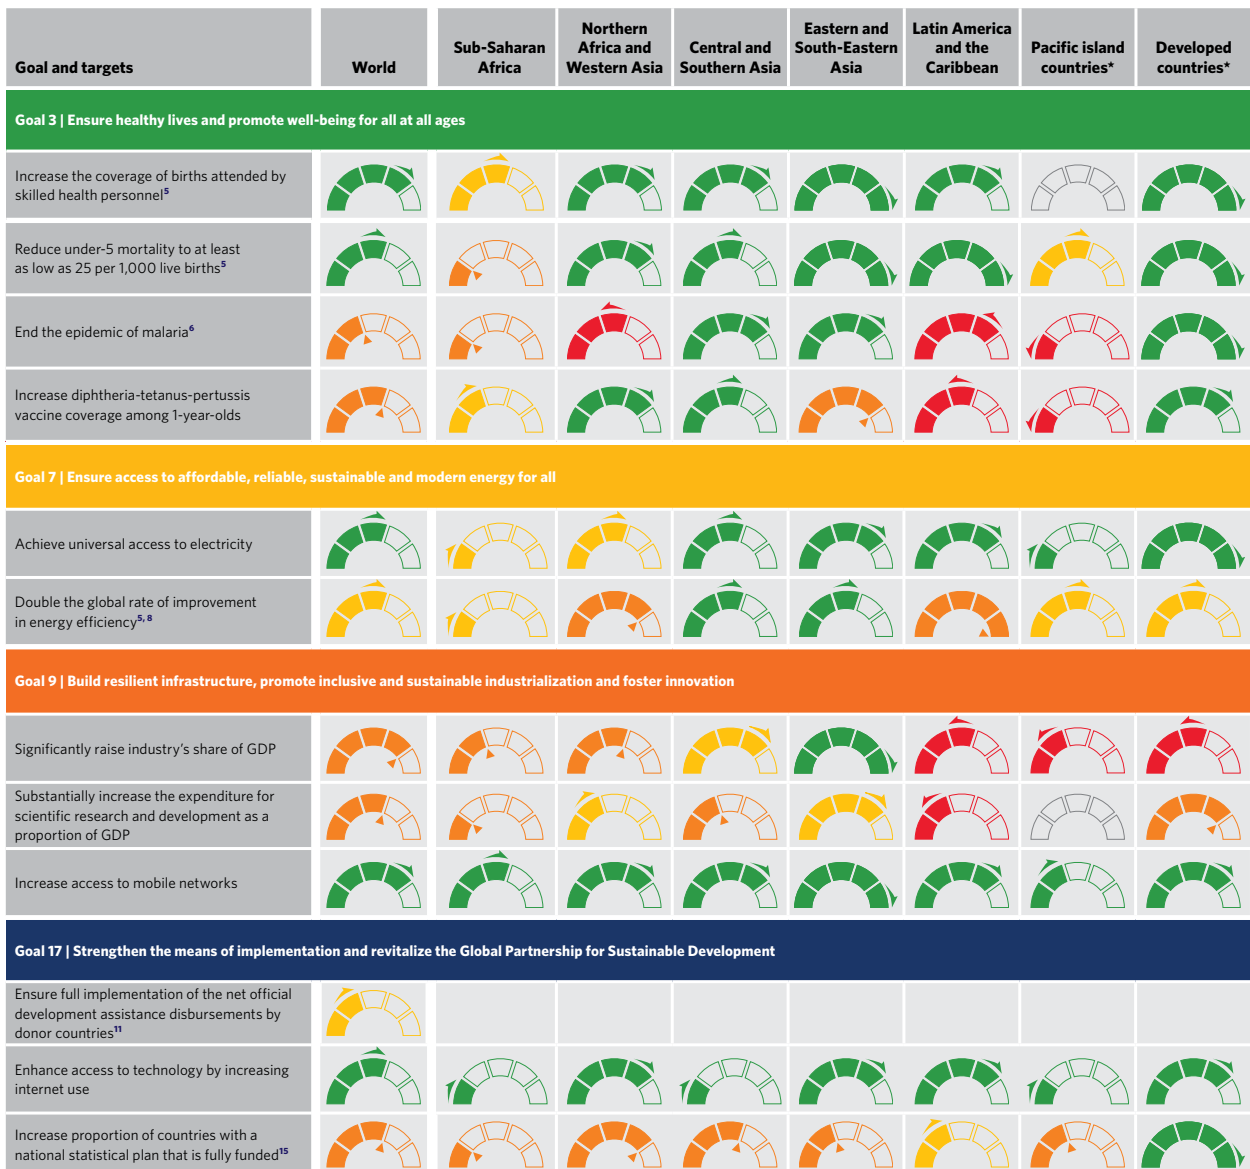 Goal and targets
World
Sub-Saharan
Africa
Northern
Africa and
Western Asia
Central and
Southern Asia
Eastern and
South-Eastern
Asia
Latin America
and the
Caribbean
Pacific island
countries*
Developed
countries*
Goal 3 | Ensure healthy lives and promote well-being for all at all ages
Increase the coverage of births attended by
skilled health personnel5
Reduce under-5 mortality to at least
as low as 25 per 1,000 live births5
End the epidemic of malaria6
Increase diphtheria-tetanus-pertussis
vaccine coverage among 1-year-olds
Goal 7 | Ensure access to affordable, reliable, sustainable and modern energy for all
Achieve universal access to electricity
Double the global rate of improvement
in energy efficiency5, 8
Goal 9 | Build resilient infrastructure, promote inclusive and sustainable industrialization and foster innovation
Significantly raise industry's share of GDP
Substantially increase the expenditure for
scientific research and development as a
proportion of GDP
Increase access to mobile networks
Goal 17 | Strengthen the means of implementation and revitalize the Global Partnership for Sustainable Development
Ensure full implementation of the net official
development assistance disbursements by
donor countries11
Enhance access to technology by increasing
internet use
Increase proportion of countries with a
national statistical plan that is fully funded15